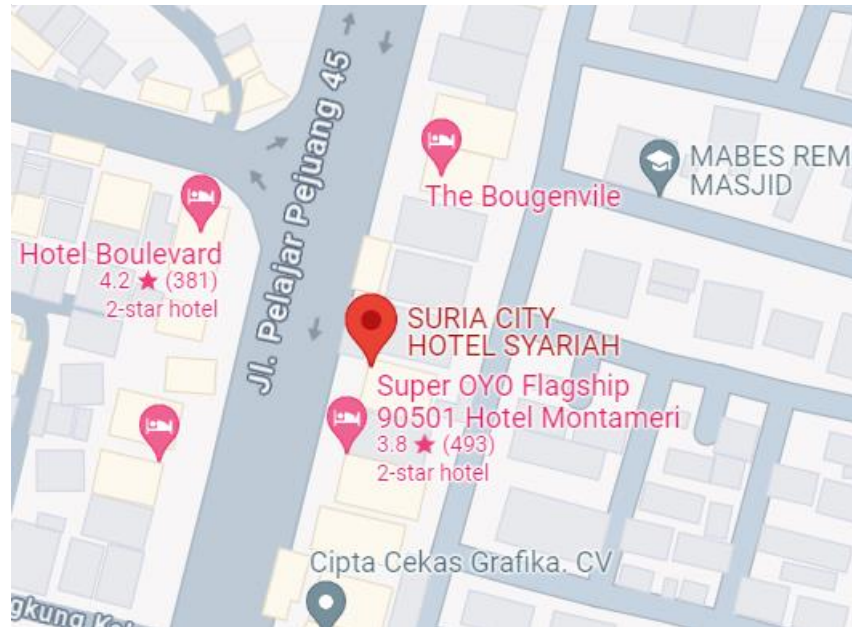 Jl. Pelajar Pejuang 45
The Bougenvile
MABES REM
MASJID
Hotel Boulevard
4.2 ★ (381)
2-star hotel
SURIA CITY
HOTEL SYARIAH
Super OYO Flagship
90501 Hotel Montameri
3.8 ★ (493)
2-star hotel
Cipta Cekas Grafika. CV